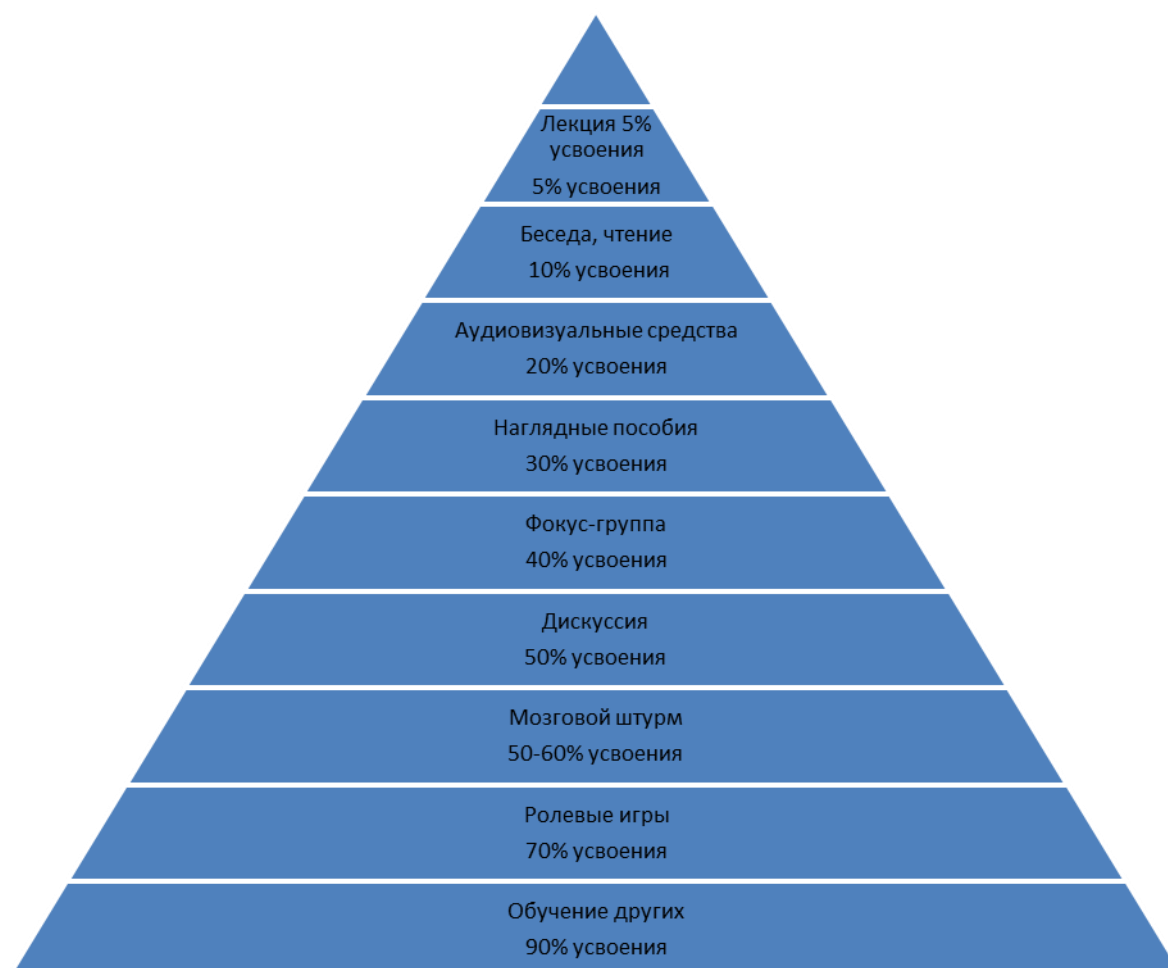 Лекция 5%
усвоения
5% усвоения
Беседа, чтение
10% усвоения
Аудиовизуальные средства
20% усвоения
Наглядные пособия
30% усвоения
Фокус-группа
40% усвоения
Дискуссия
50% усвоения
Мозговой штурм
50-60% усвоения
Ролевые игры
70% усвоения
Обучение других
90% усвоения